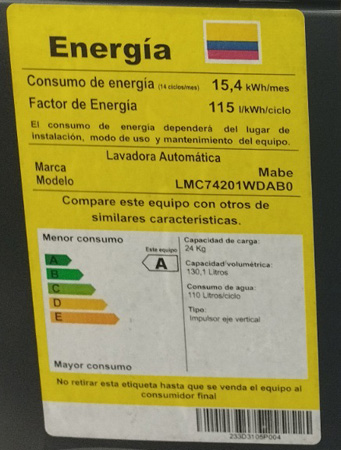 Energía
Consumo de energía (14 ciclos/mes) 15,4 kWh/mes
Factor de Energia 115 l/kWh/ciclo
El consumo de energia dependerá del lugar de
instalación, modo de uso y mantenimiento del equipo.
Lavadora Automática
Marca Mabe
Modelo LMC74201WDAB0
Compare este equipo con otros de
similares características.
Menor consumo
Este equipo
A
A
B
C
D
E
Mayor consumo
Capacidad de carga:
24 Kg
Capacidad volumétrica:
130,1 Litros
Consumo de agua:
110 Litros/ciclo
Tipo:
Impulsor eje vertical
No retirar esta etiqueta hasta que se venda el equipo al
consumidor final
233D3108P004